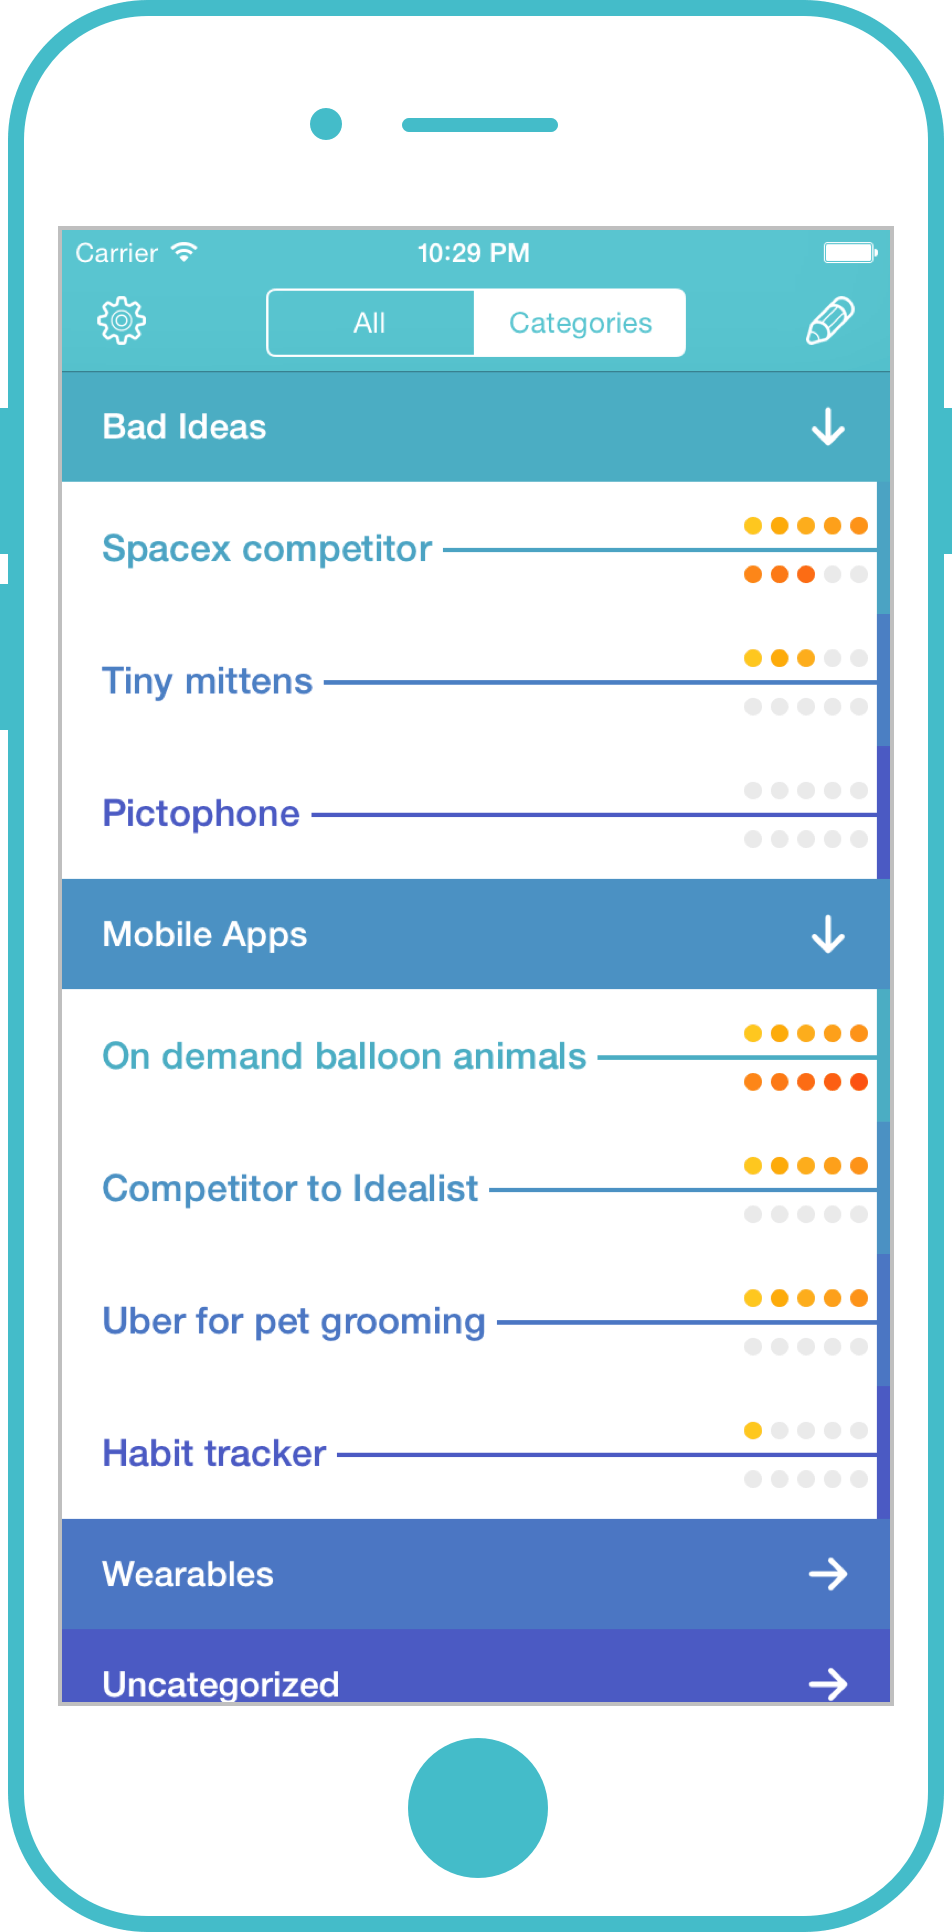 Carrier 10:29 PM
All Categories
Bad Ideas
Spacex competitor
Tiny mittens
Pictophone
Mobile Apps
On demand balloon animals
Competitor to Idealist
Uber for pet grooming
Habit tracker
Wearables
Uncategorized